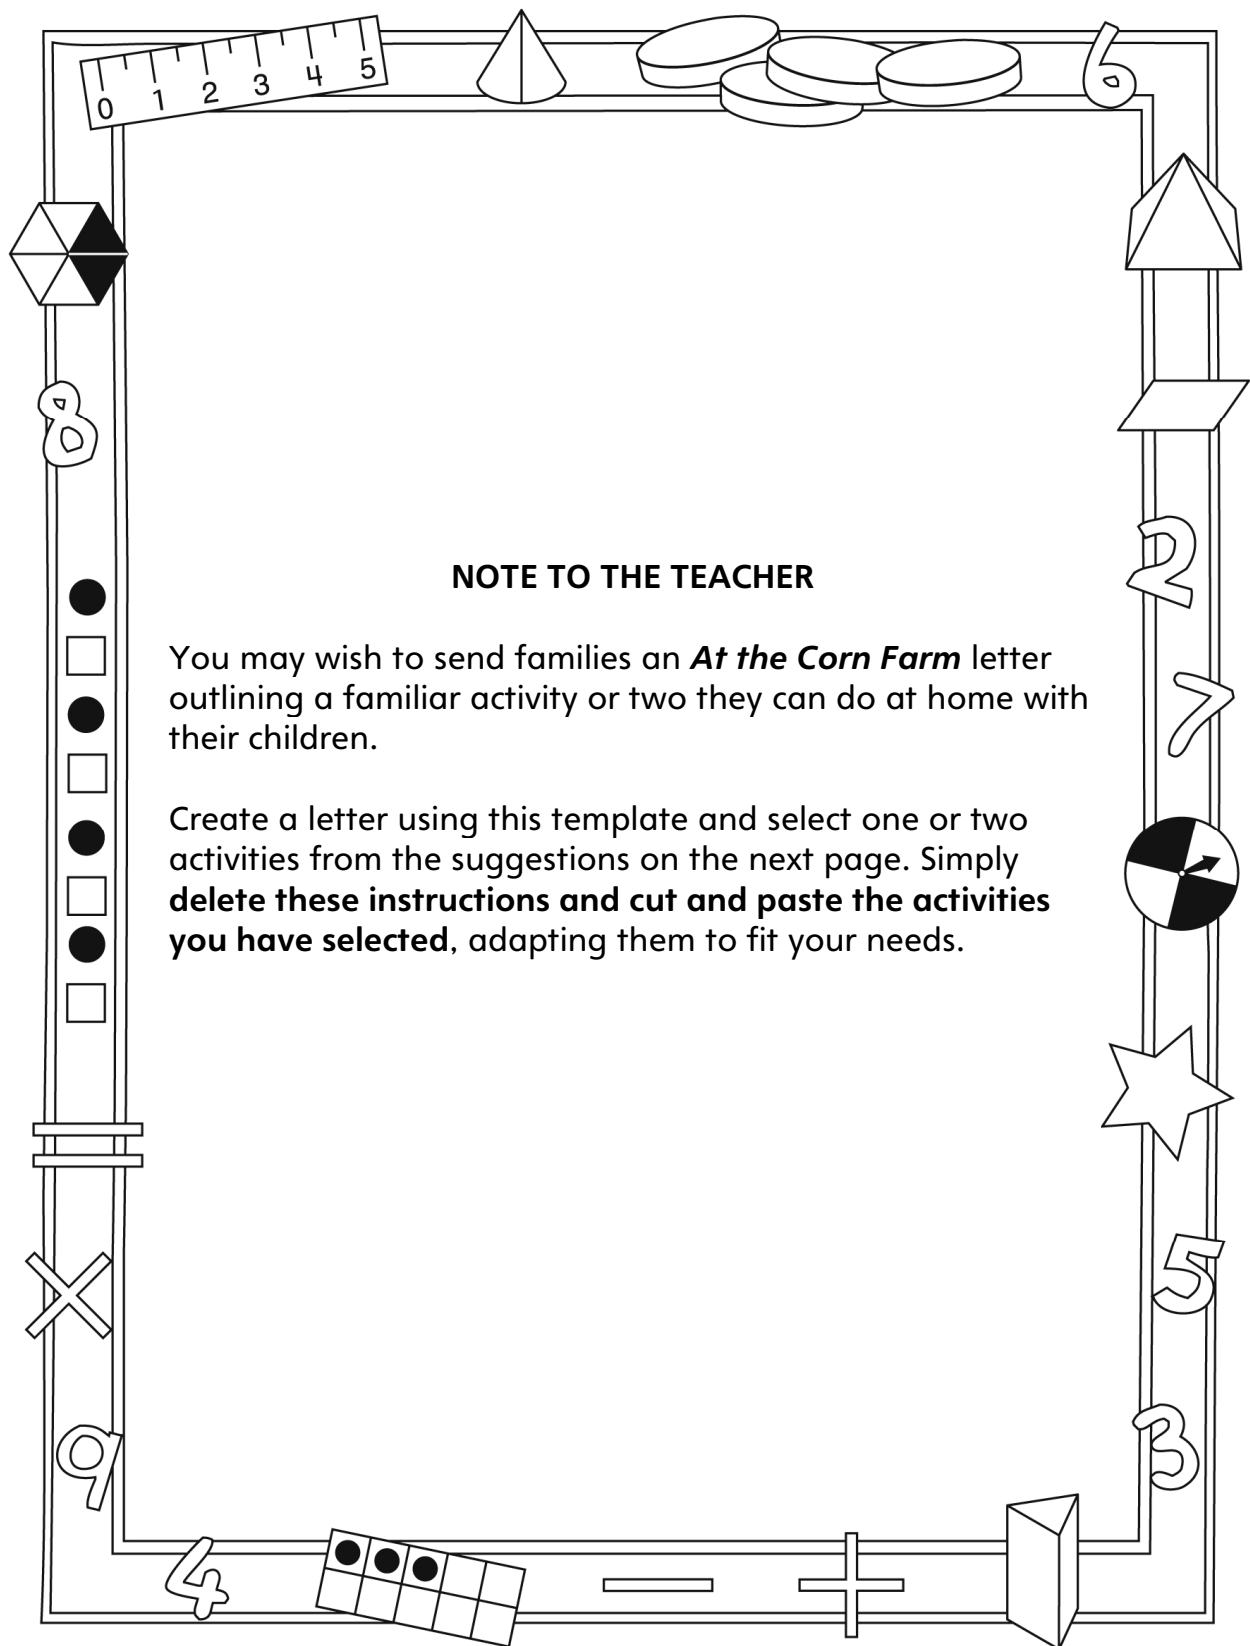 0 1 2 3 4 5
6
8
NOTE TO THE TEACHER
2
You may wish to send families an At the Corn Farm letter
outlining a familiar activity or two they can do at home with
their children.
7
Create a letter using this template and select one or two
activities from the suggestions on the next page. Simply
delete these instructions and cut and paste the activities
you have selected, adapting them to fit your needs.
=
×
5
9
3
4
− +